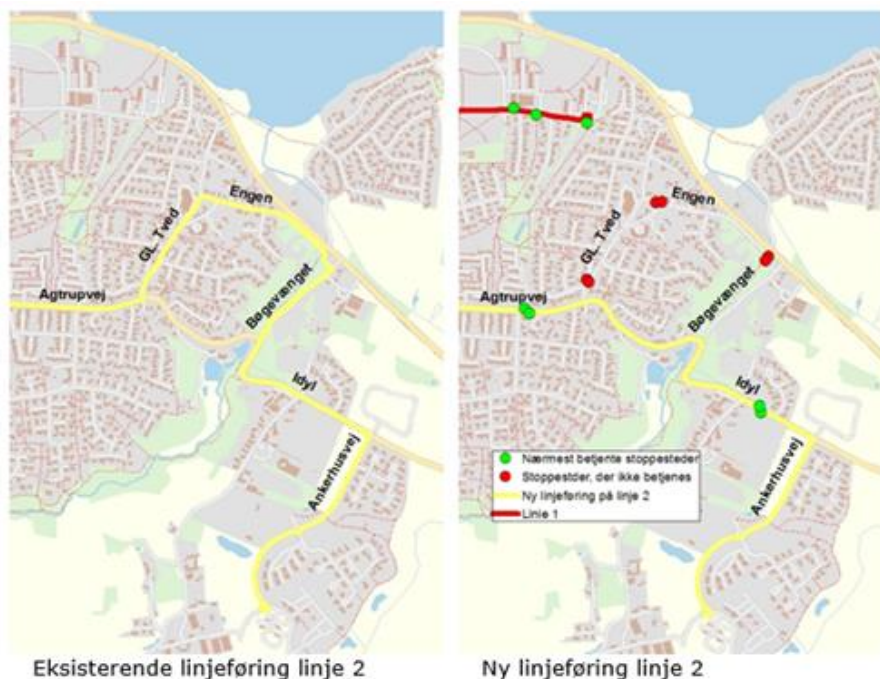 Engen
GL. Tved
Agtrupvej
Bøgevænget
Idyl
Ankerhusvej
Eksisterende linjeføring linje 2
Engen
GL. Tved
Agtrupvej
Bøgevænget
Idyl
Ankerhusvej
Nærmest betjente stoppesteder
Stoppestder, der ikke betjenes
Ny linjeføring på linje 2
Linie 1
Ny linjeføring linje 2